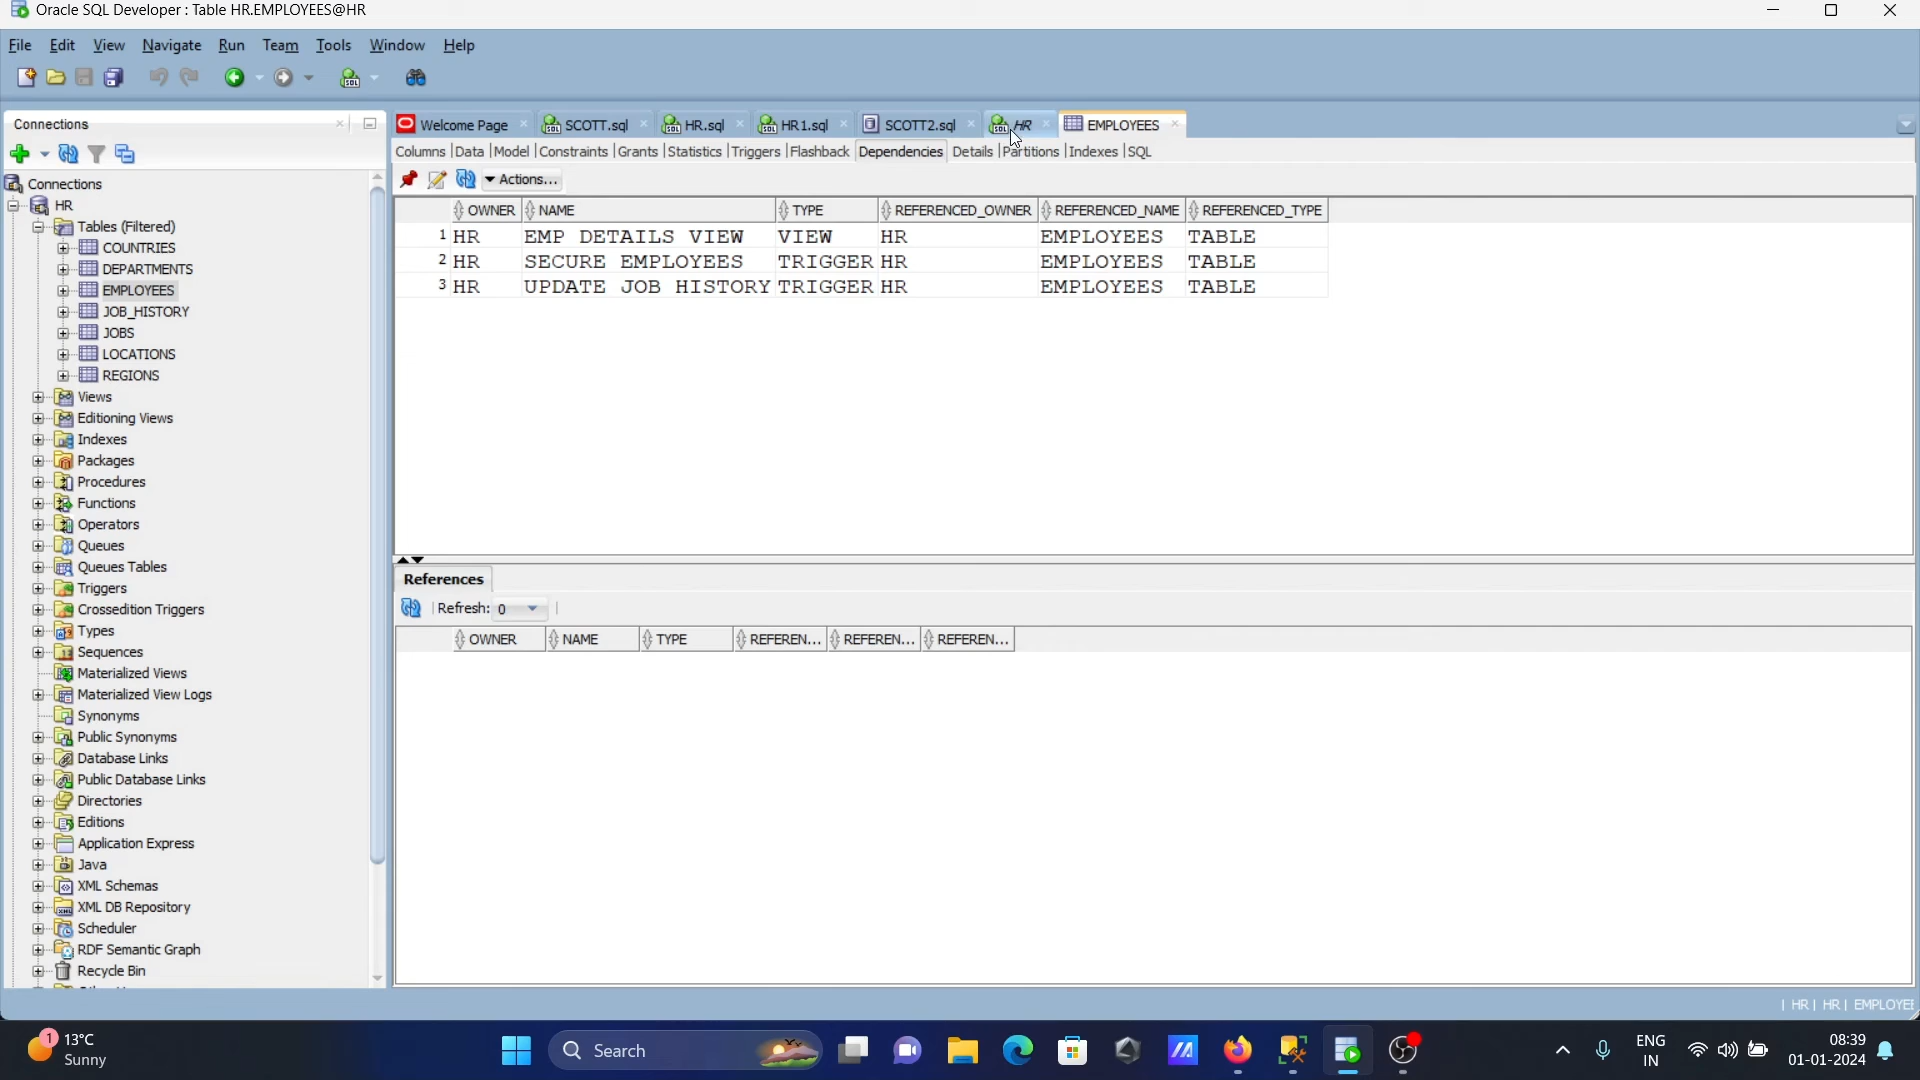 Oracle SQL Developer : Table HR.EMPLOYEES@HR
File Edit View Navigate Run Team Tools Window Help
Connections
Welcome Page SCOTT.sql HR.sql HR1.sql SCOTT2.sql HR EMPLOYEES
Columns Data Model Constraints Grants Statistics Triggers Flashback Dependencies Details Partitions Indexes SQL
Actions...
Connections
HR
Tables (Filtered)
COUNTRIES
DEPARTMENTS
EMPLOYEES
JOB_HISTORY
JOBS
LOCATIONS
REGIONS
Views
Editioning Views
Indexes
Packages
Procedures
Functions
Operators
Queues
Queues Tables
Triggers
Crossedition Triggers
Types
Sequences
Materialized Views
Materialized View Logs
Synonyms
Public Synonyms
Database Links
Public Database Links
Directories
Editions
Application Express
Java
XML Schemas
XML DB Repository
Scheduler
RDF Semantic Graph
Recycle Bin
OWNER NAME TYPE REFERENCED_OWNER REFERENCED_NAME REFERENCED_TYPE
1 HR EMP DETAILS VIEW VIEW HR EMPLOYEES TABLE
2 HR SECURE EMPLOYEES TRIGGER HR EMPLOYEES TABLE
3 HR UPDATE JOB HISTORY TRIGGER HR EMPLOYEES TABLE
References
Refresh: 0
OWNER NAME TYPE REFEREN... REFEREN... REFEREN...
| HR | HR | EMPLOYEE
1 13°C
Sunny
Search
ENG
IN
08:39
01-01-2024